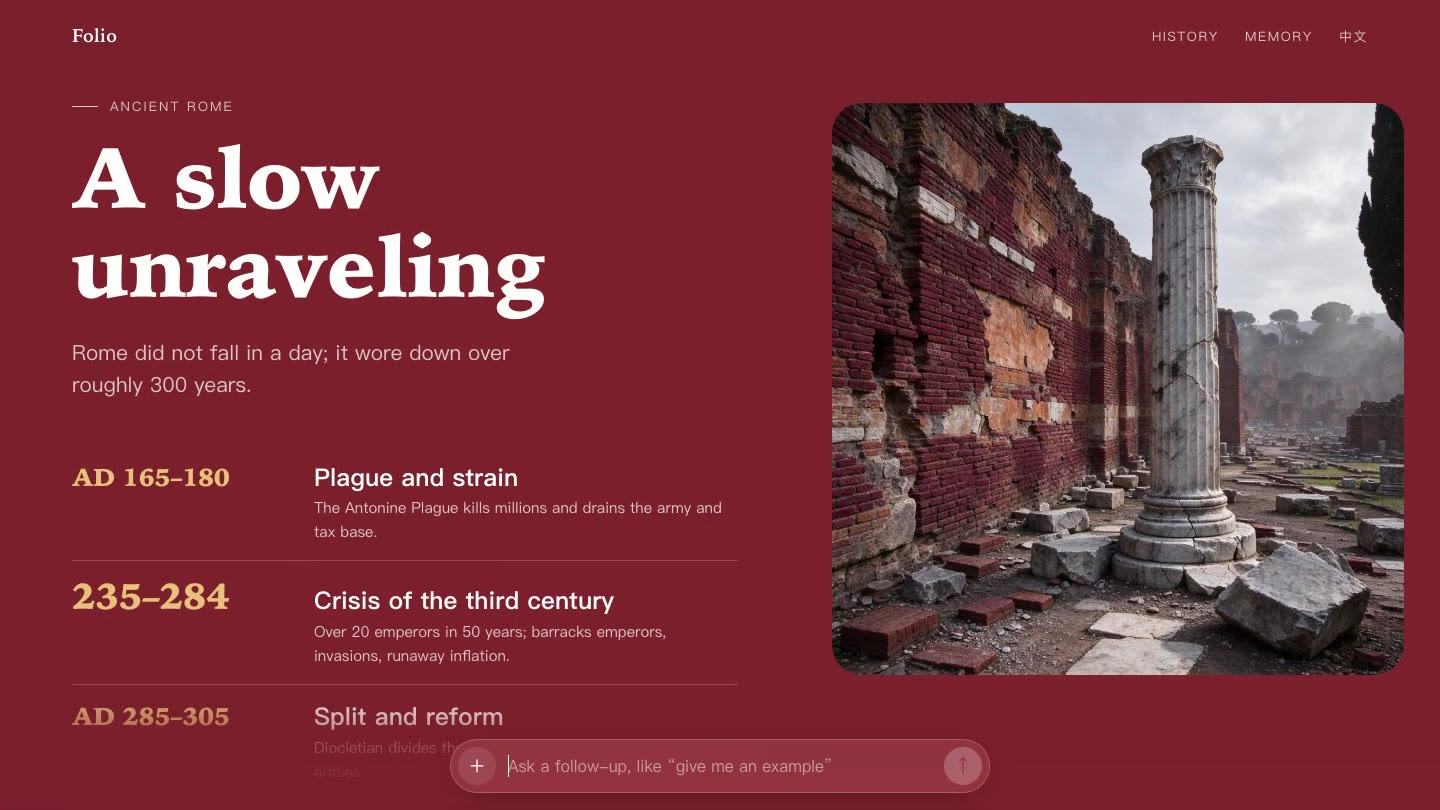 Folio
HISTORY
MEMORY
中文
ANCIENT ROME
A slow
unraveling
Rome did not fall in a day; it wore down over
roughly 300 years.
AD 165–180
Plague and strain
The Antonine Plague kills millions and drains the army and
tax base.
235–284
Crisis of the third century
Over 20 emperors in 50 years; barracks emperors,
invasions, runaway inflation.
AD 285–305
Split and reform
Diocletian divides the
armies.
Ask a follow-up, like “give me an example”